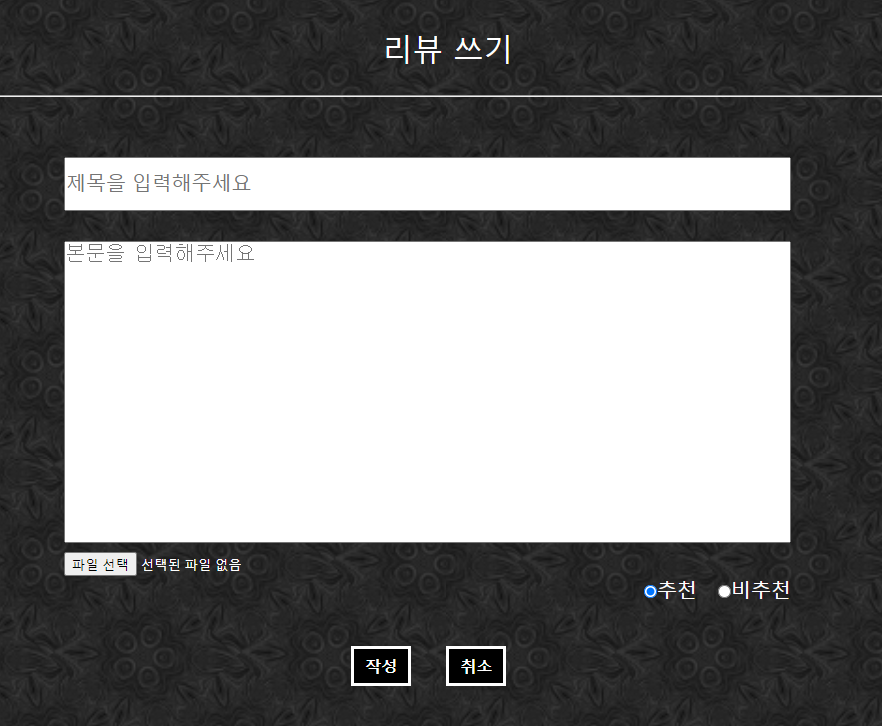 리뷰 쓰기
제목을 입력해주세요
본문을 입력해주세요
파일 선택 선택된 파일 없음
추천 비추천
작성 취소